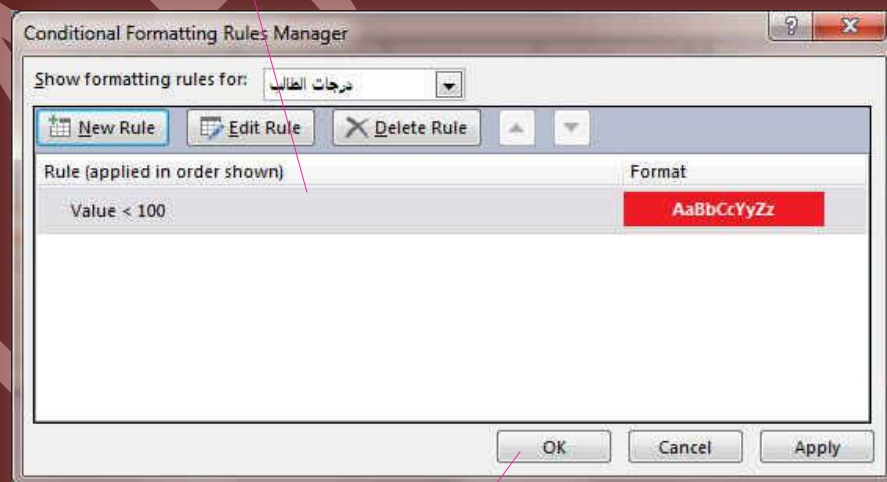 Conditional Formatting Rules Manager
Show formatting rules for: درجات الطالب
New Rule Edit Rule Delete Rule
Rule (applied in order shown) Format
Value < 100 AaBbCcYyZz
OK Cancel Apply